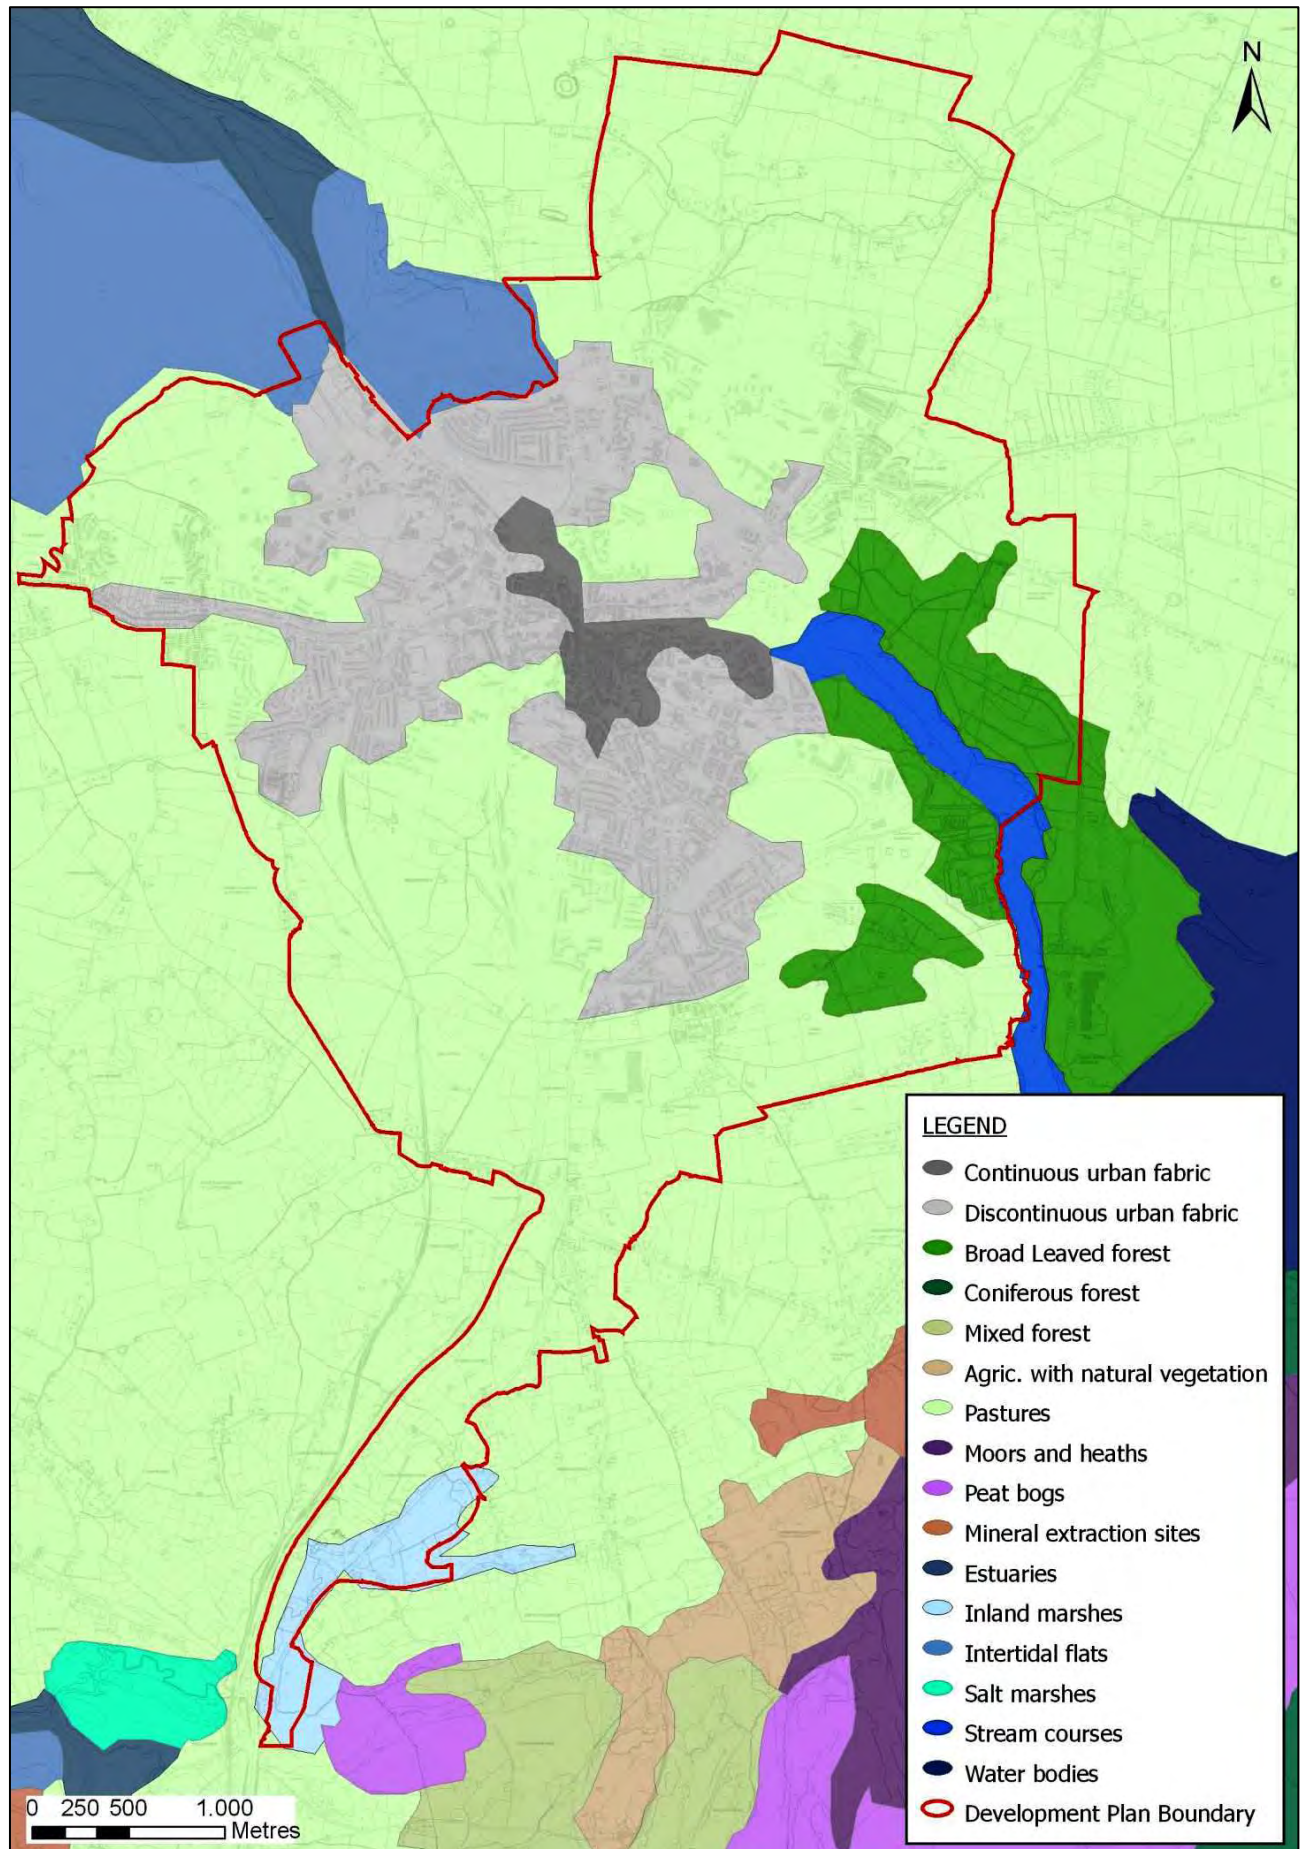 N
LEGEND
Continuous urban fabric
Discontinuous urban fabric
Broad Leaved forest
Coniferous forest
Mixed forest
Agric. with natural vegetation
Pastures
Moors and heaths
Peat bogs
Mineral extraction sites
Estuaries
Inland marshes
Intertidal flats
Salt marshes
Stream courses
Water bodies
Development Plan Boundary
0 250 500 1.000
Metres